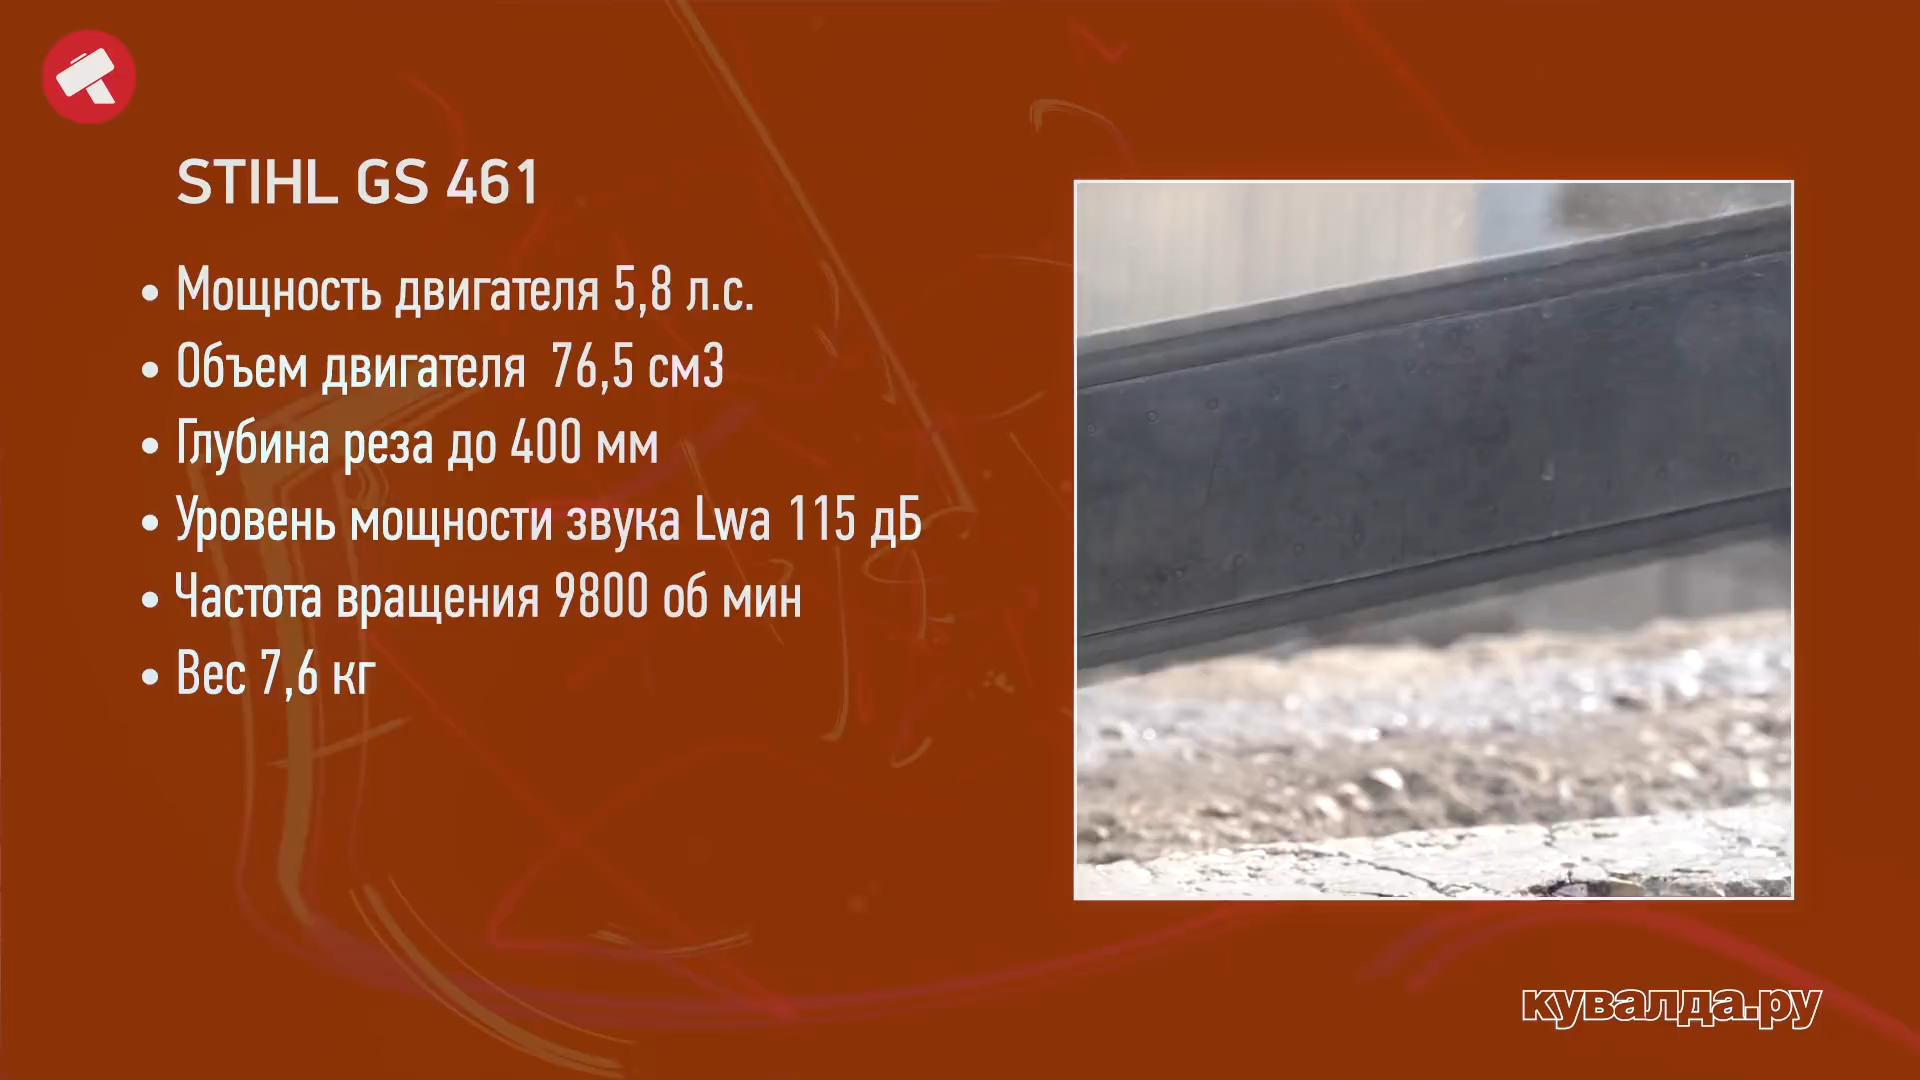 STIHL GS 461
• Мощность двигателя 5,8 л.с.
• Объем двигателя 76,5 см3
• Глубина реза до 400 мм
• Уровень мощности звука Lwa 115 дБ
• Частота вращения 9800 об мин
• Вес 7,6 кг
кувалда.ру